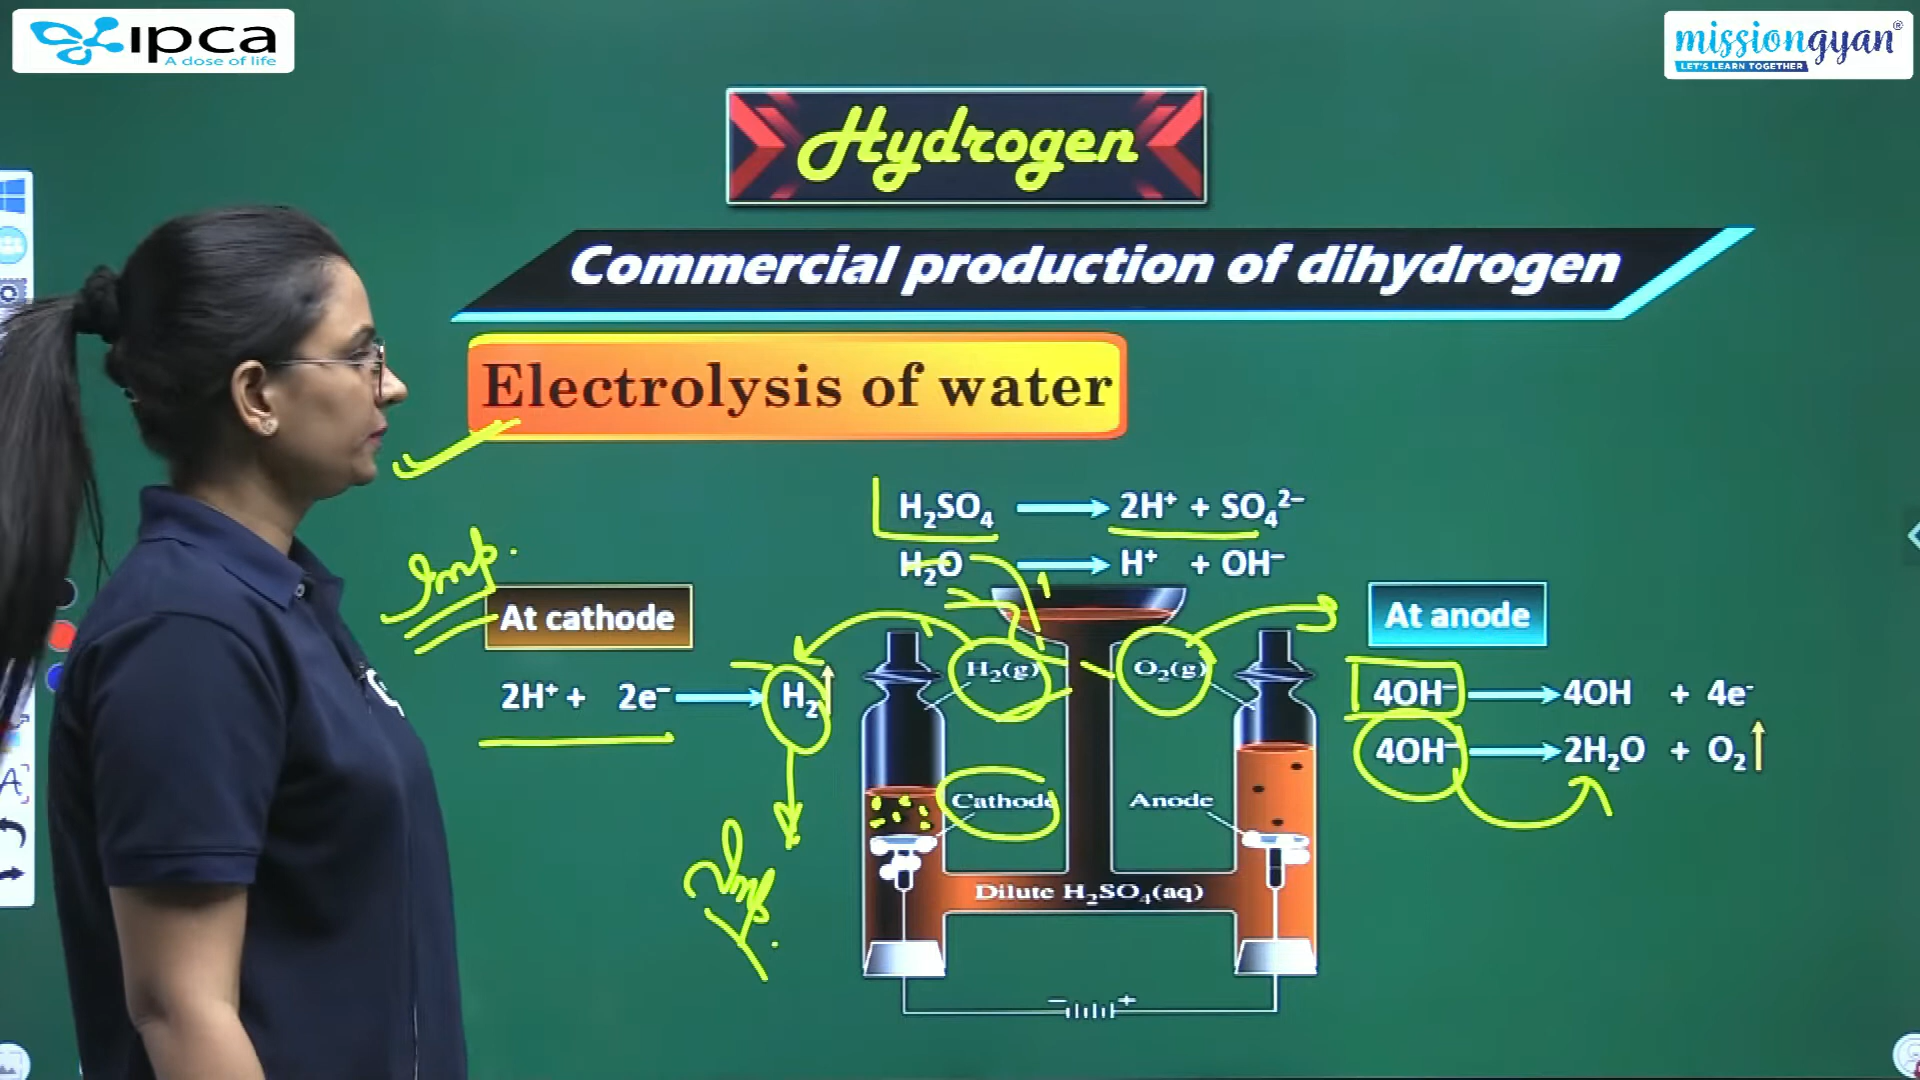 ipca
A dose of life
missiongyan®
LET'S LEARN TOGETHER
Hydrogen
Commercial production of dihydrogen
Electrolysis of water
H₂SO₄ ⟶ 2H⁺ + SO₄²⁻
H₂O ⟶ H⁺ + OH⁻
Imp.
At cathode
2H⁺ + 2e⁻ ⟶ H₂↑
H₂(g)
O₂(g)
At anode
4OH⁻ ⟶ 4OH + 4e⁻
4OH⁻ ⟶ 2H₂O + O₂↑
Cathode
Anode
Imp.
Dilute H₂SO₄(aq)
− +